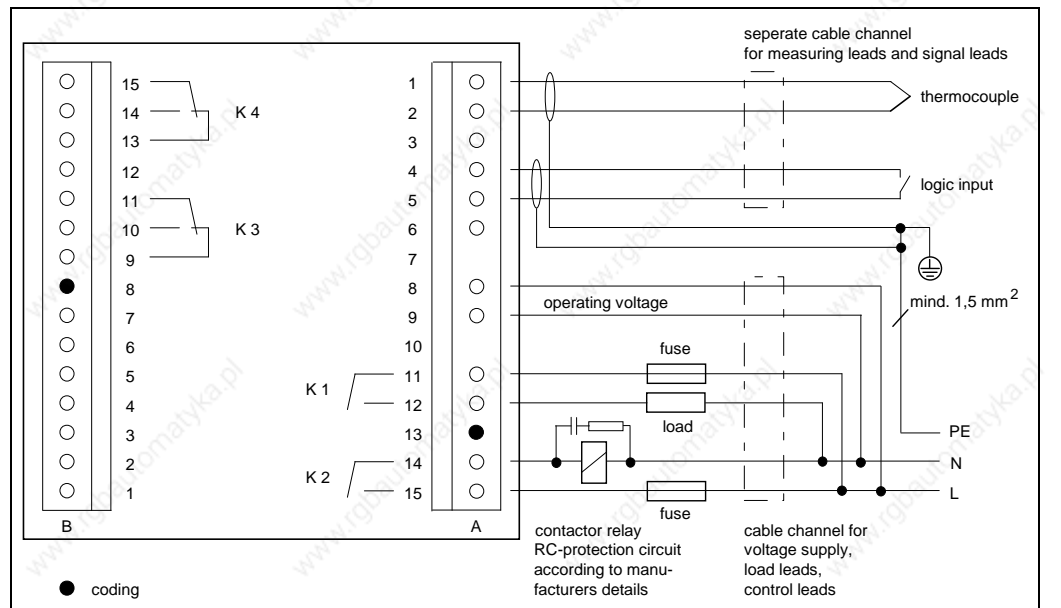 seperate cable channel
for measuring leads and signal leads
15
14
13
12
11
10
9
8
7
6
5
4
3
2
1
B
K 4
K 3
K 1
K 2
1
2
3
4
5
6
7
8
9
10
11
12
13
14
15
A
thermocouple
logic input
mind. 1,5 mm²
operating voltage
fuse
load
fuse
PE
N
L
contactor relay
RC-protection circuit
according to manu-
facturers details
cable channel for
voltage supply,
load leads,
control leads
coding
www.rgbautomatyka.pl